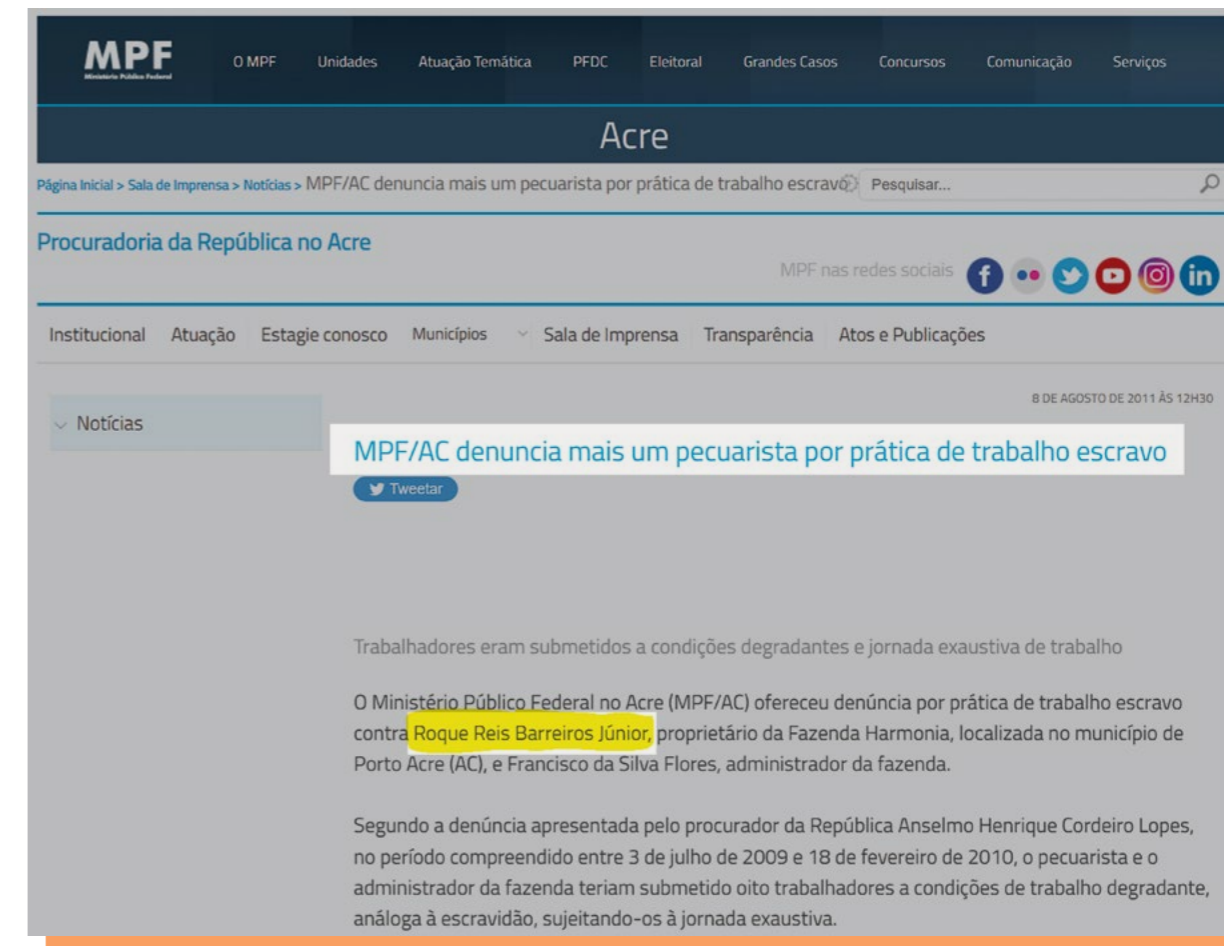 MPF
Ministério Público Federal
O MPF Unidades Atuação Temática PFDC Eleitoral Grandes Casos Concursos Comunicação Serviços
Acre
Página Inicial > Sala de Imprensa > Notícias > MPF/AC denuncia mais um pecuarista por prática de trabalho escravo Pesquisar...
Procuradoria da República no Acre
MPF nas redes sociais
Institucional Atuação Estagie conosco Municípios Sala de Imprensa Transparência Atos e Publicações
8 DE AGOSTO DE 2011 ÀS 12H30
Notícias
MPF/AC denuncia mais um pecuarista por prática de trabalho escravo
Tweetar
Trabalhadores eram submetidos a condições degradantes e jornada exaustiva de trabalho
O Ministério Público Federal no Acre (MPF/AC) ofereceu denúncia por prática de trabalho escravo
contra Roque Reis Barreiros Júnior, proprietário da Fazenda Harmonia, localizada no município de
Porto Acre (AC), e Francisco da Silva Flores, administrador da fazenda.
Segundo a denúncia apresentada pelo procurador da República Anselmo Henrique Cordeiro Lopes,
no período compreendido entre 3 de julho de 2009 e 18 de fevereiro de 2010, o pecuarista e o
administrador da fazenda teriam submetido oito trabalhadores a condições de trabalho degradante,
análoga à escravidão, sujeitando-os à jornada exaustiva.